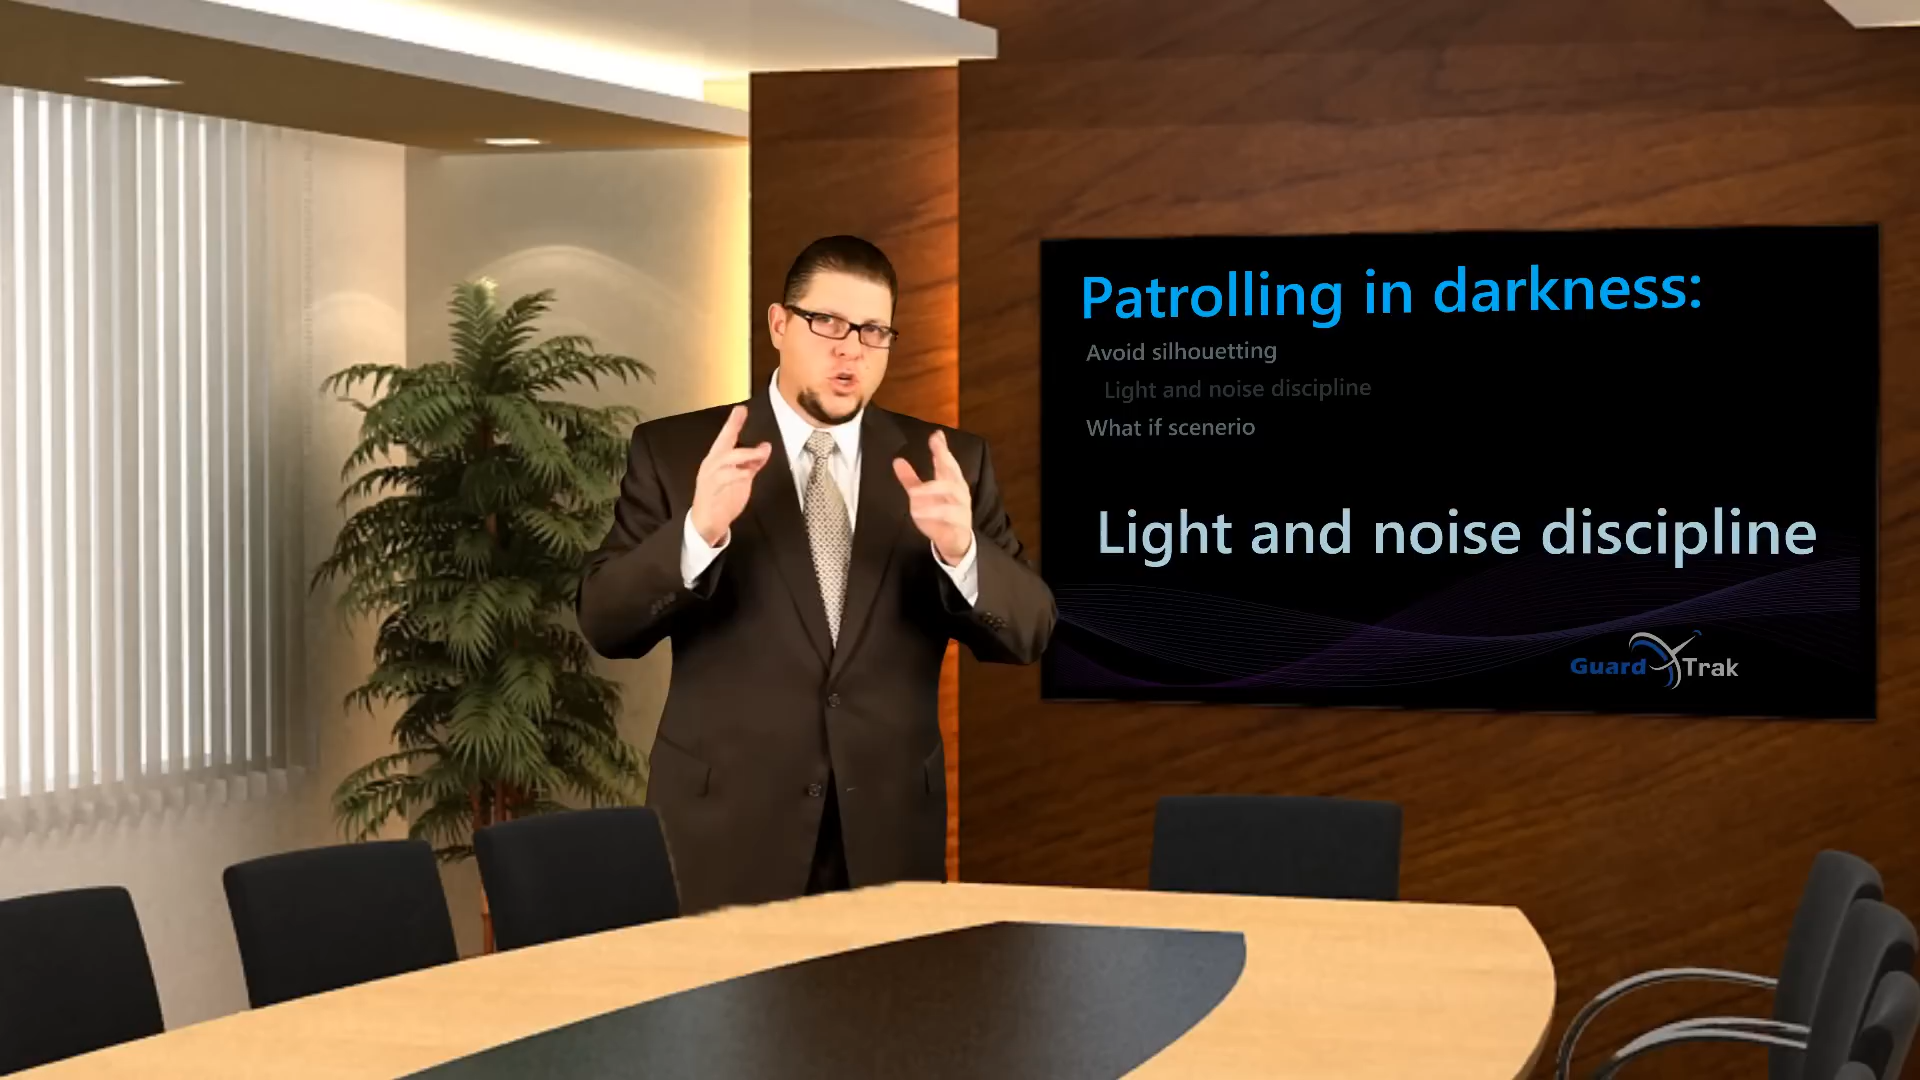 Patrolling in darkness:
Avoid silhouetting
Light and noise discipline
What if scenerio
Light and noise discipline
Guard Trak